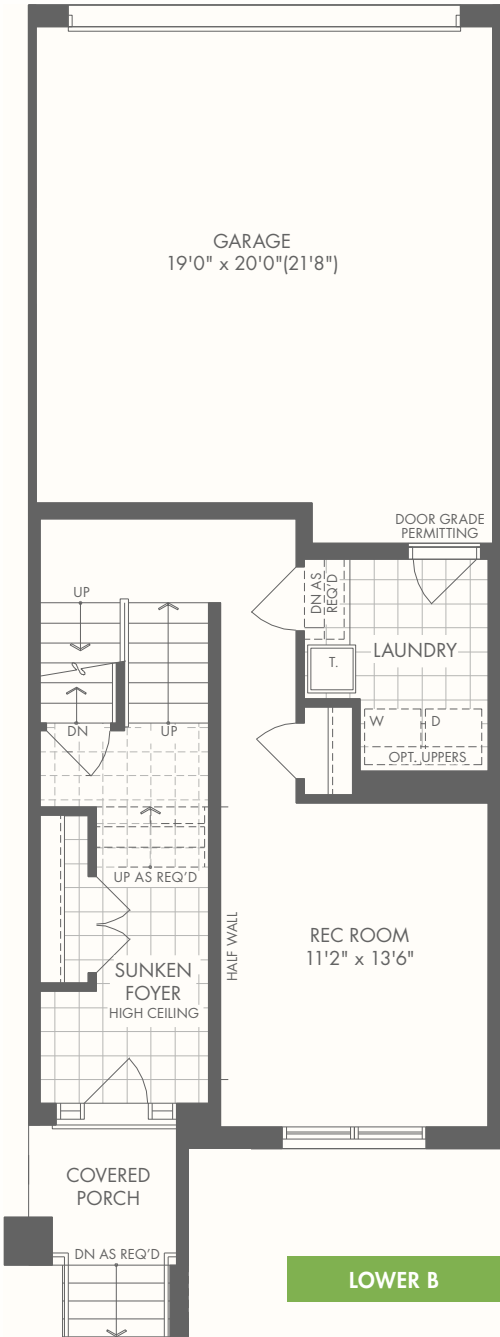 GARAGE
19'0" x 20'0"(21'8")
DOOR GRADE
PERMITTING
UP
DN AS
REQ'D
LAUNDRY
T.
W
D
DN
UP
OPT. UPPERS
UP AS REQ'D
HALF WALL
REC ROOM
11'2" x 13'6"
SUNKEN
FOYER
HIGH CEILING
COVERED
PORCH
DN AS REQ'D
LOWER B